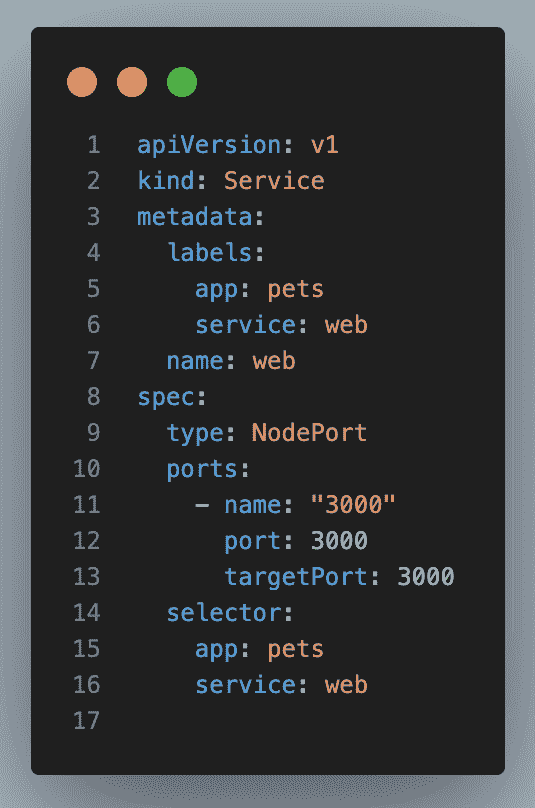 1 apiVersion: v1
2 kind: Service
3 metadata:
4   labels:
5     app: pets
6     service: web
7   name: web
8 spec:
9   type: NodePort
10   ports:
11     - name: "3000"
12       port: 3000
13       targetPort: 3000
14   selector:
15     app: pets
16     service: web
17